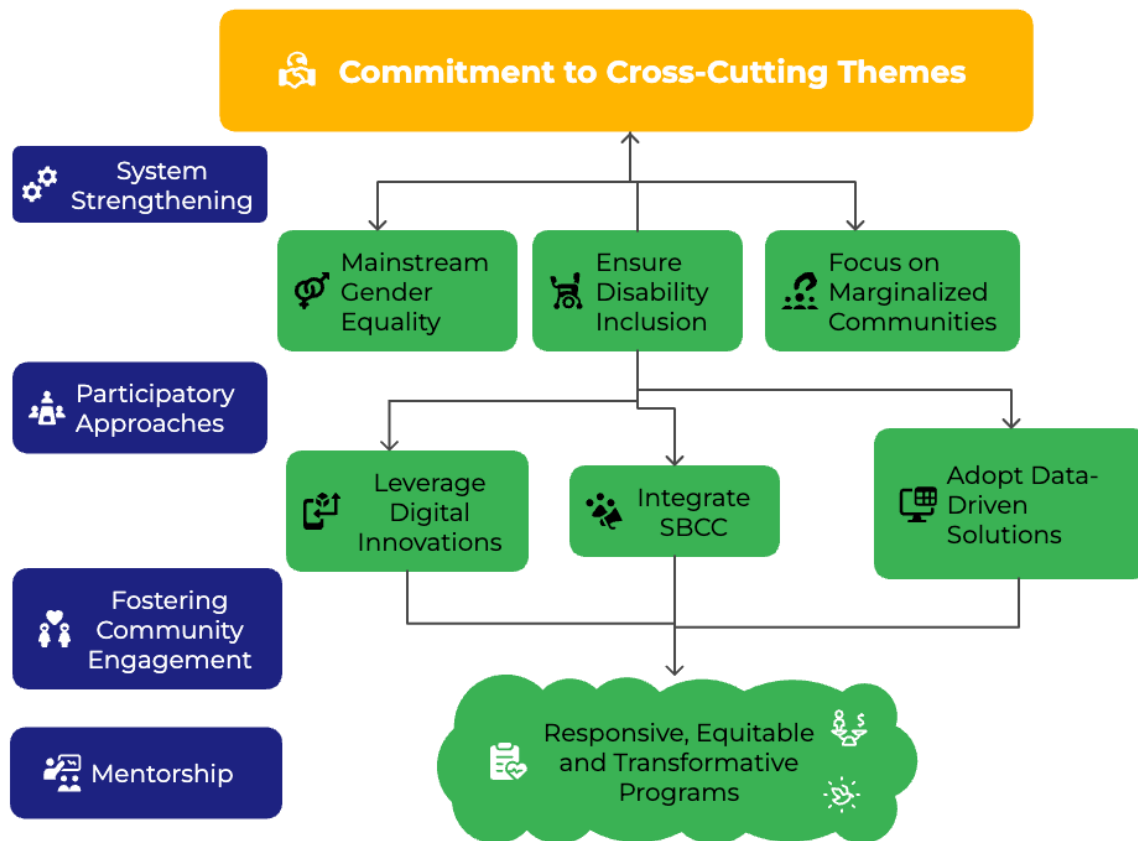 Commitment to Cross-Cutting Themes
System
Strengthening
Mainstream
Gender
Equality
Ensure
Disability
Inclusion
Focus on
Marginalized
Communities
Participatory
Approaches
Leverage
Digital
Innovations
Integrate
SBCC
Adopt Data-
Driven
Solutions
Fostering
Community
Engagement
Responsive, Equitable
and Transformative
Programs
Mentorship